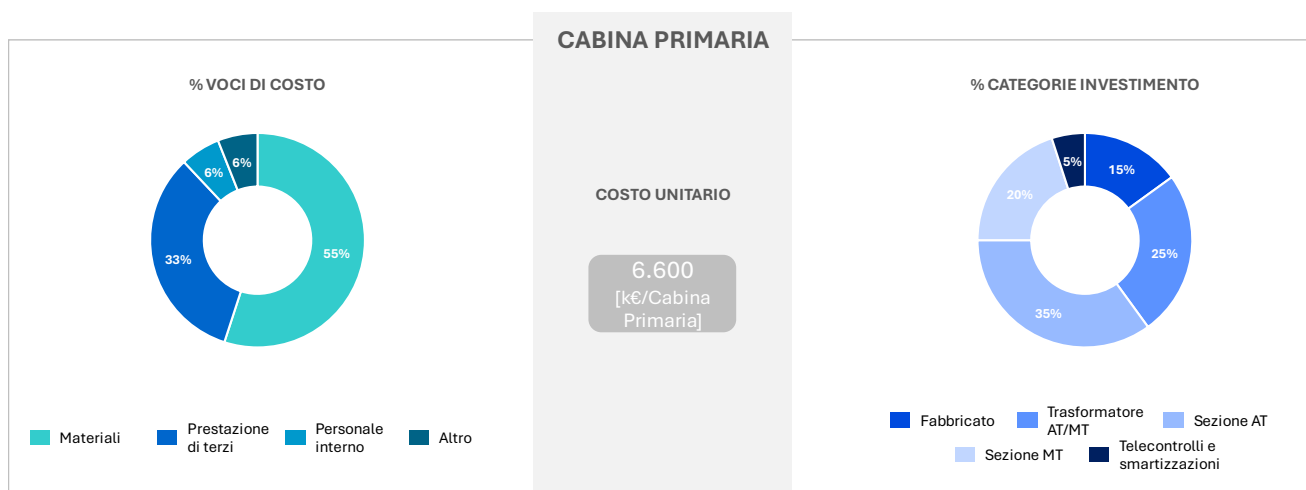 CABINA PRIMARIA
% VOCI DI COSTO
6%
6%
33%
55%
Materiali
Prestazione
di terzi
Personale
interno
Altro
COSTO UNITARIO
6.600
[k€/Cabina
Primaria]
% CATEGORIE INVESTIMENTO
5%
15%
20%
25%
35%
Fabbricato
Trasformatore
AT/MT
Sezione AT
Sezione MT
Telecontrolli e
smartizzazioni